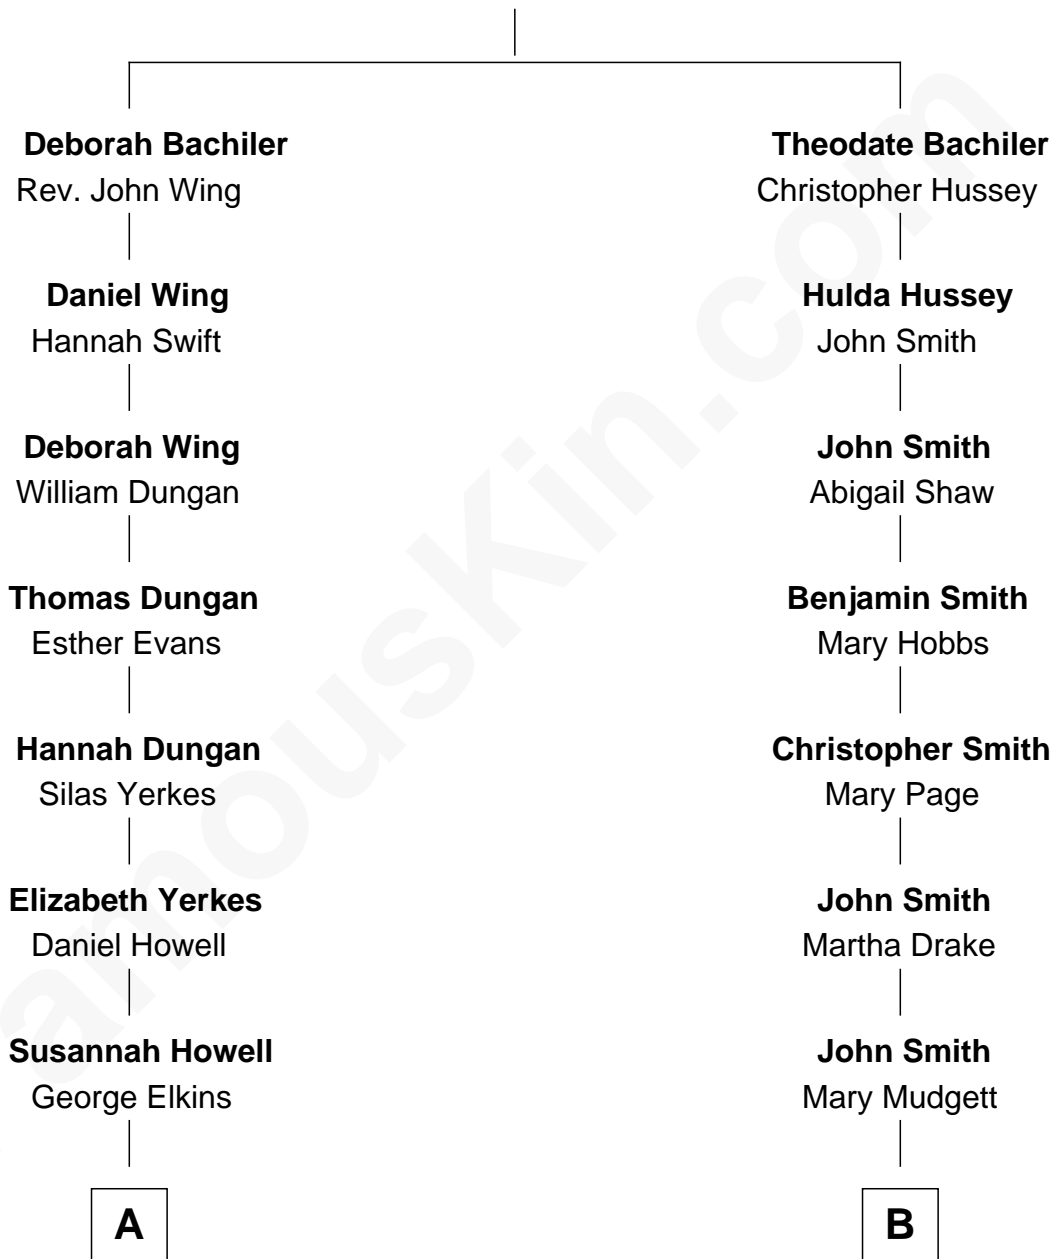 Deborah Bachiler
Rev. John Wing
Daniel Wing
Hannah Swift
Deborah Wing
William Dungan
Thomas Dungan
Esther Evans
Hannah Dungan
Silas Yerkes
Elizabeth Yerkes
Daniel Howell
Susannah Howell
George Elkins
A
Theodate Bachiler
Christopher Hussey
Hulda Hussey
John Smith
John Smith
Abigail Shaw
Benjamin Smith
Mary Hobbs
Christopher Smith
Mary Page
John Smith
Martha Drake
John Smith
Mary Mudgett
B
amouskin.com